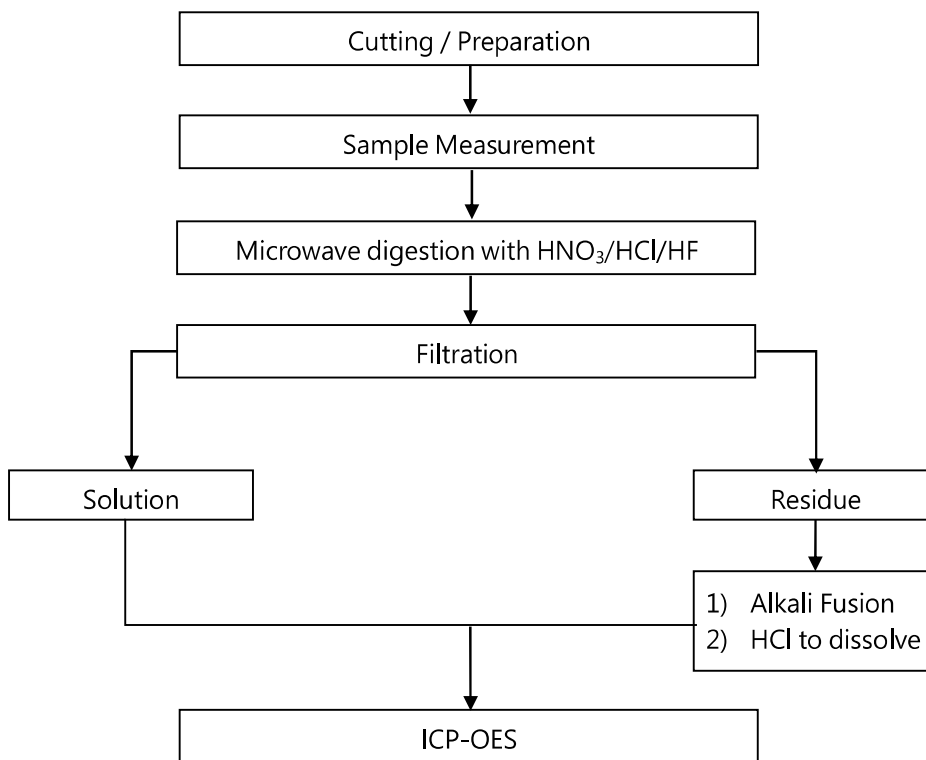 Cutting / Preparation
Sample Measurement
Microwave digestion with HNO₃/HCl/HF
Filtration
Solution
Residue
1) Alkali Fusion
2) HCl to dissolve
ICP-OES